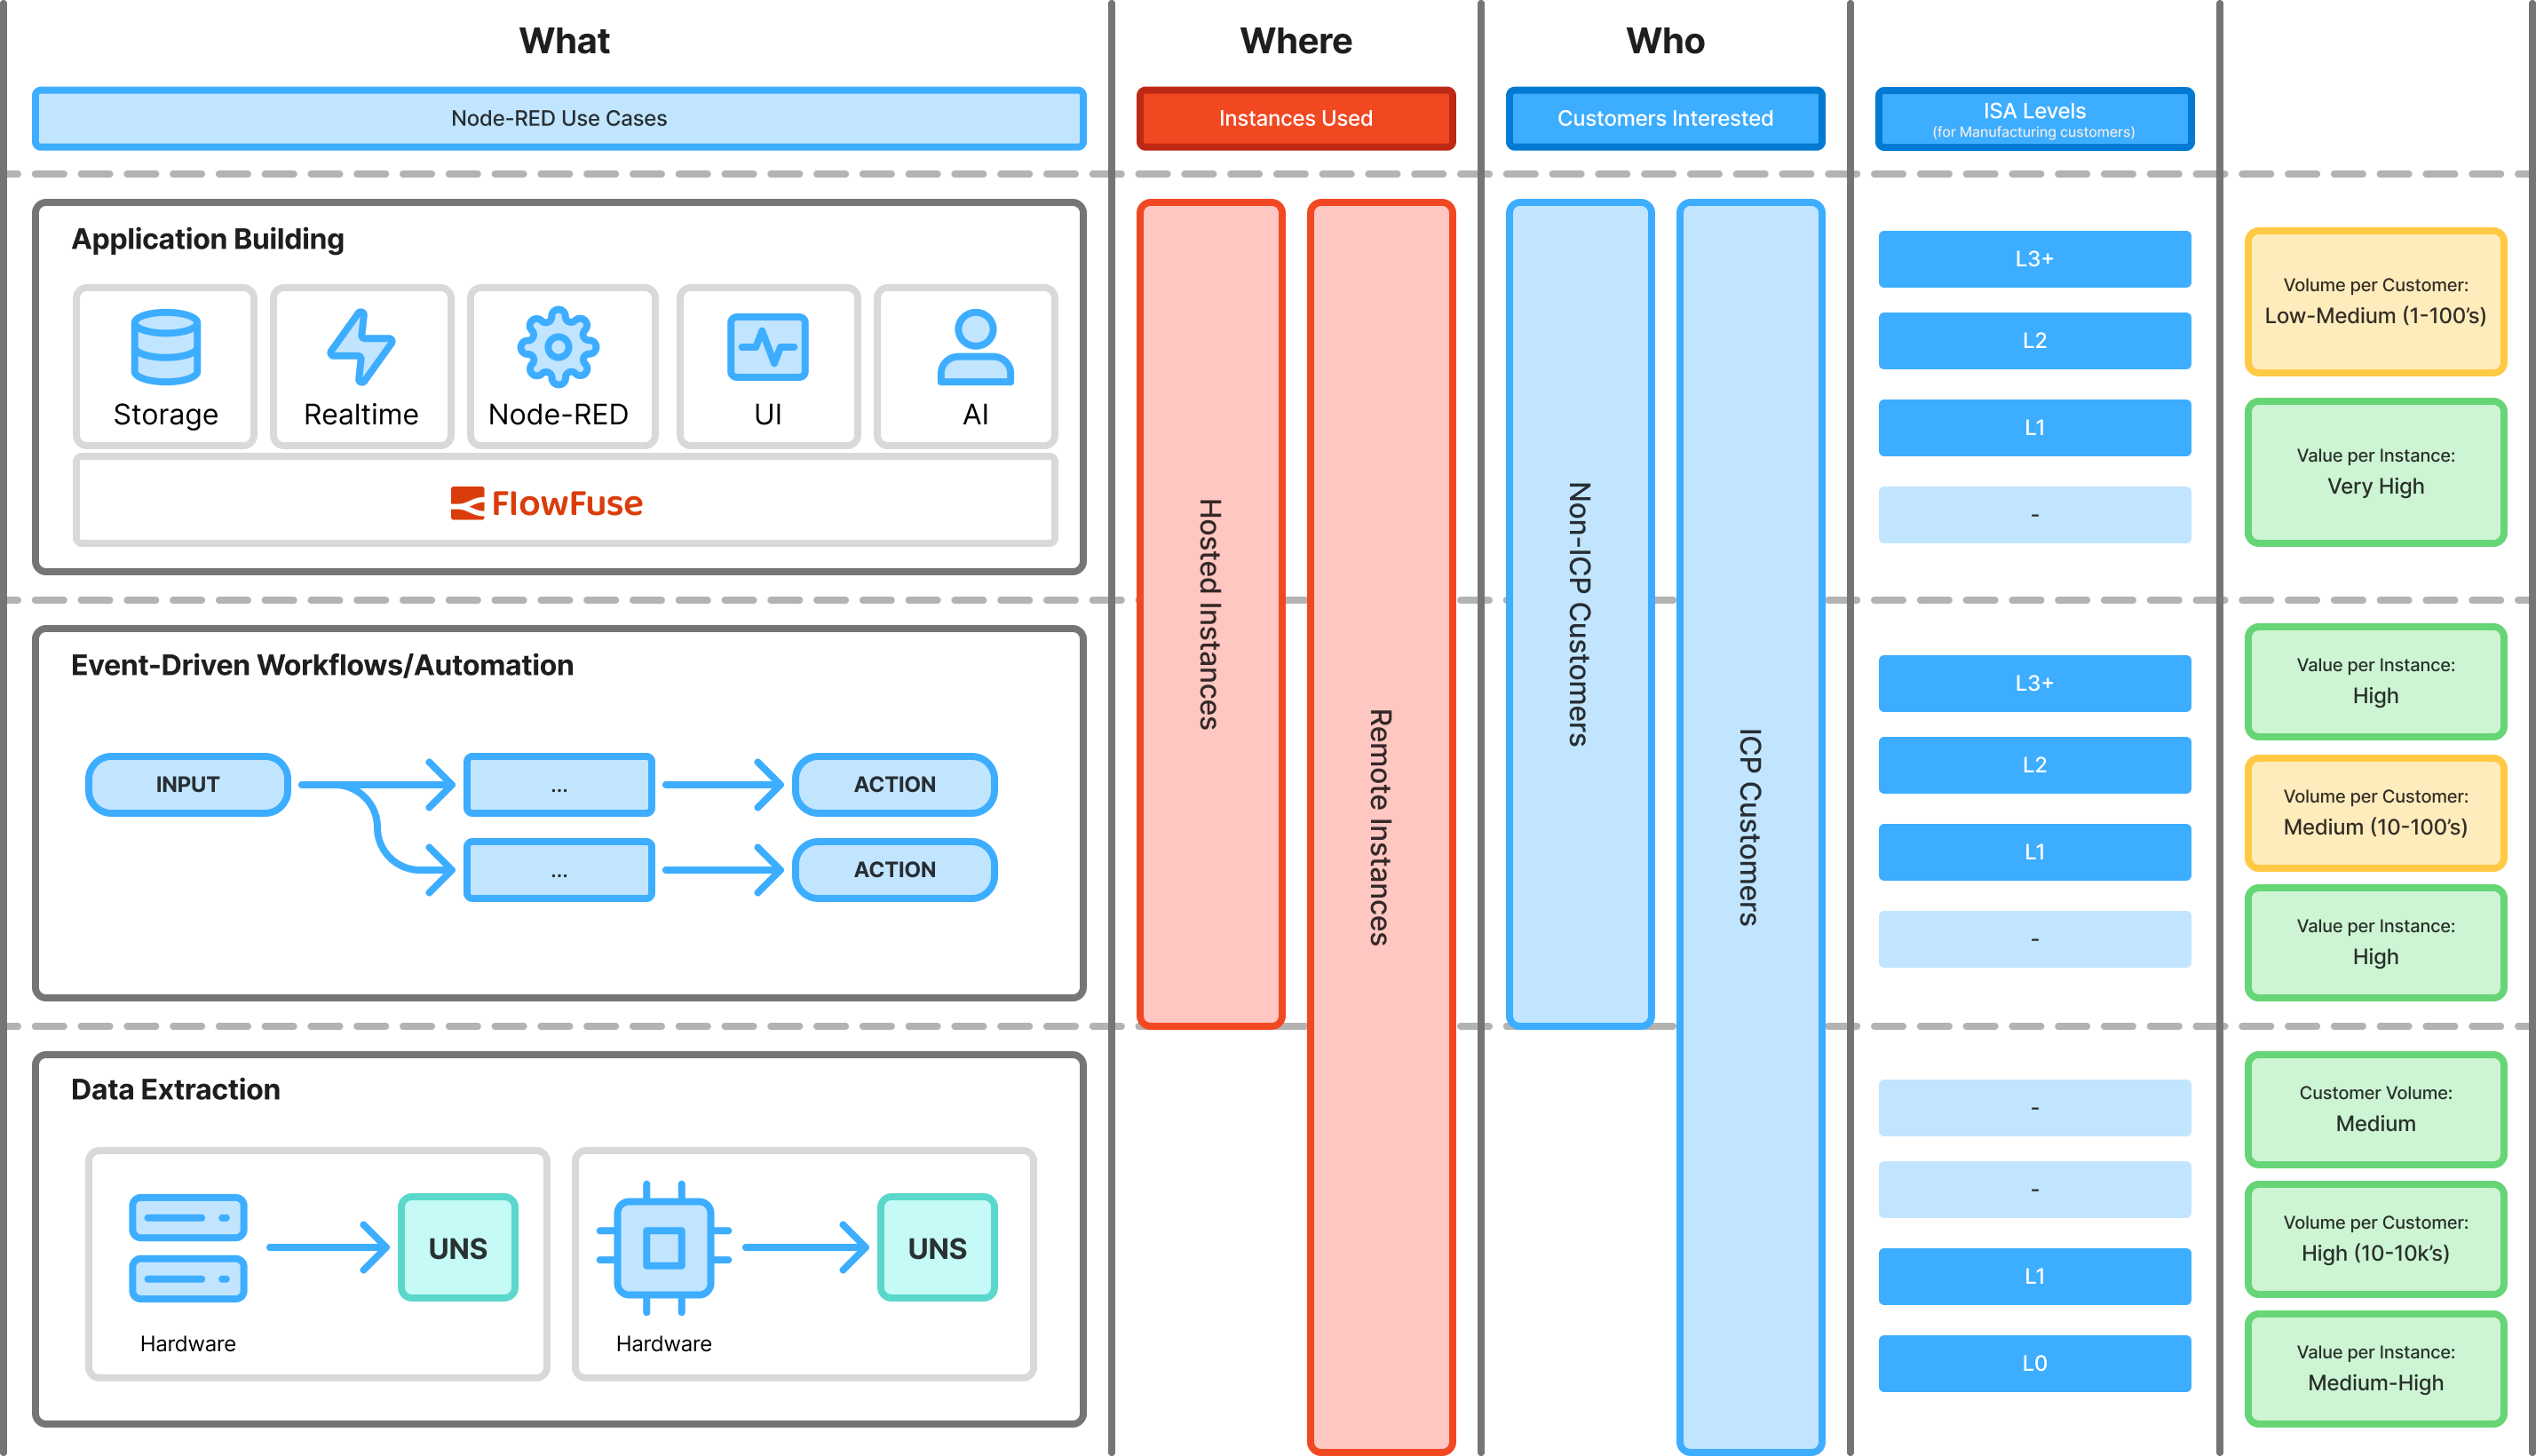 What
Where
Who
Node-RED Use Cases
Instances Used
Customers Interested
ISA Levels
(for Manufacturing customers)
Application Building
Storage
Realtime
Node-RED
UI
AI
FlowFuse
Hosted Instances
Remote Instances
Non-ICP Customers
ICP Customers
L3+
L2
L1
-
Volume per Customer:
Low-Medium (1-100’s)
Value per Instance:
Very High
Event-Driven Workflows/Automation
INPUT
...
ACTION
...
ACTION
L3+
L2
L1
-
Value per Instance:
High
Volume per Customer:
Medium (10-100’s)
Value per Instance:
High
Data Extraction
UNS
Hardware
UNS
Hardware
-
-
L1
L0
Customer Volume:
Medium
Volume per Customer:
High (10-10k’s)
Value per Instance:
Medium-High